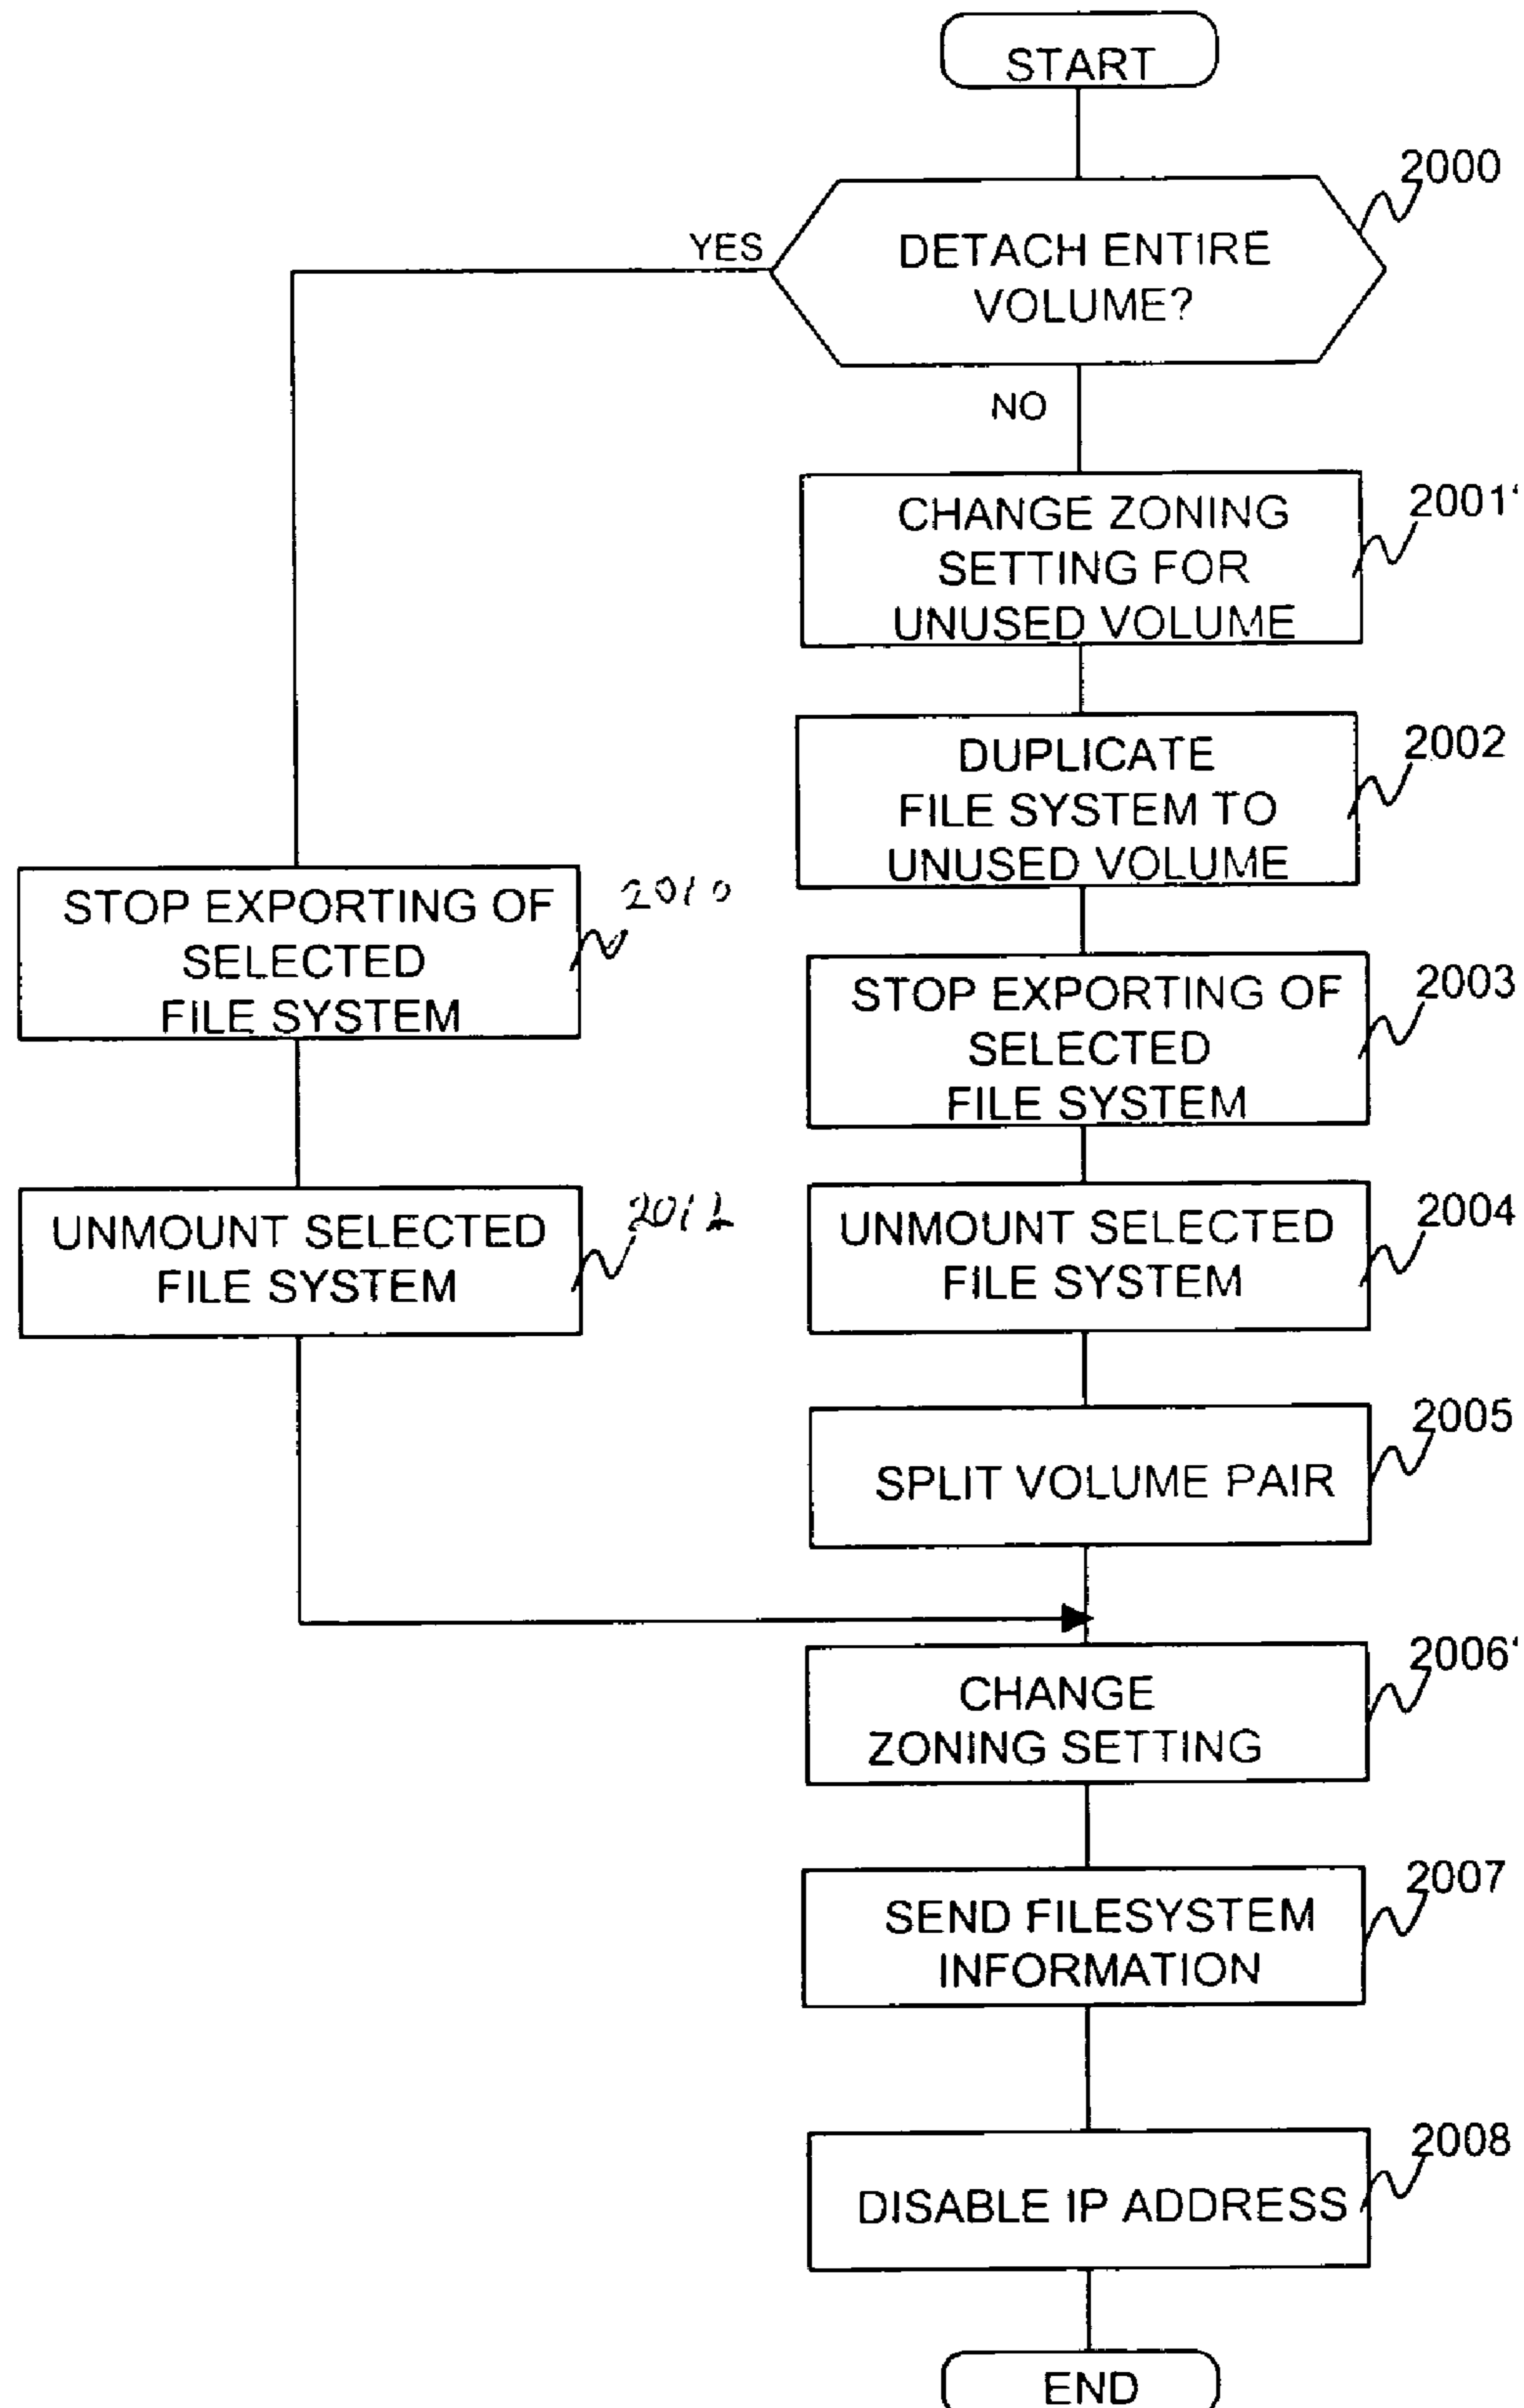 START
2000
YES
DETACH ENTIRE
VOLUME?
NO
2001'
CHANGE ZONING
SETTING FOR
UNUSED VOLUME
2002
DUPLICATE
FILE SYSTEM TO
UNUSED VOLUME
2010
STOP EXPORTING OF
SELECTED
FILE SYSTEM
2003
STOP EXPORTING OF
SELECTED
FILE SYSTEM
UNMOUNT SELECTED
FILE SYSTEM
2004
UNMOUNT SELECTED
FILE SYSTEM
2005
SPLIT VOLUME PAIR
2006'
CHANGE
ZONING SETTING
2007
SEND FILESYSTEM
INFORMATION
2008
DISABLE IP ADDRESS
END